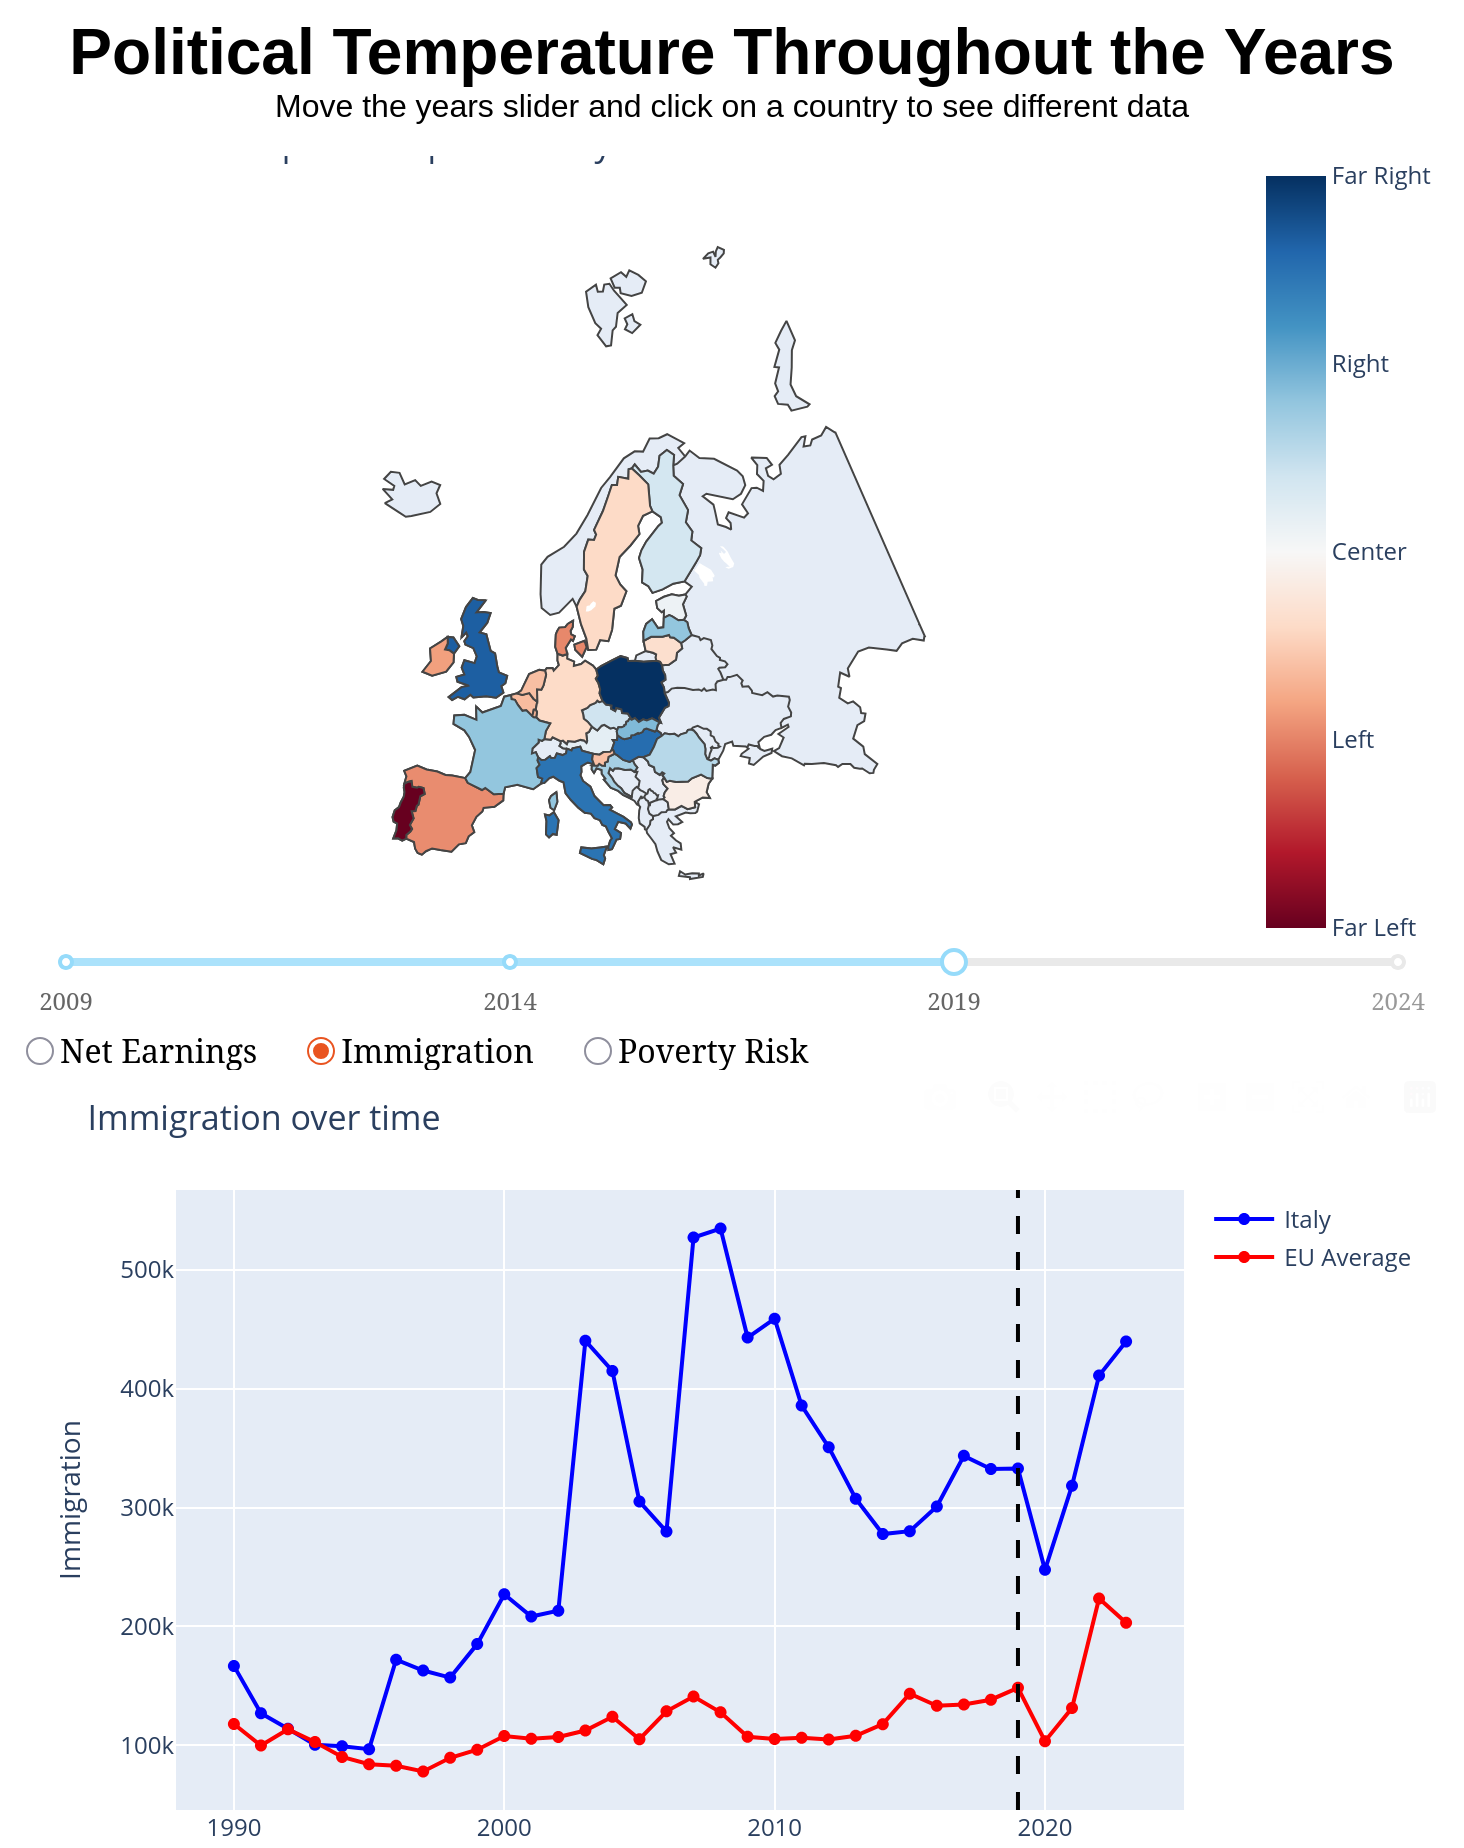 Political Temperature Throughout the Years
Move the years slider and click on a country to see different data
Far Right
Right
Center
Left
Far Left
2009 2014 2019 2024
Net Earnings Immigration Poverty Risk
Immigration over time
Italy
EU Average
500k
400k
300k
200k
100k
Immigration
1990 2000 2010 2020